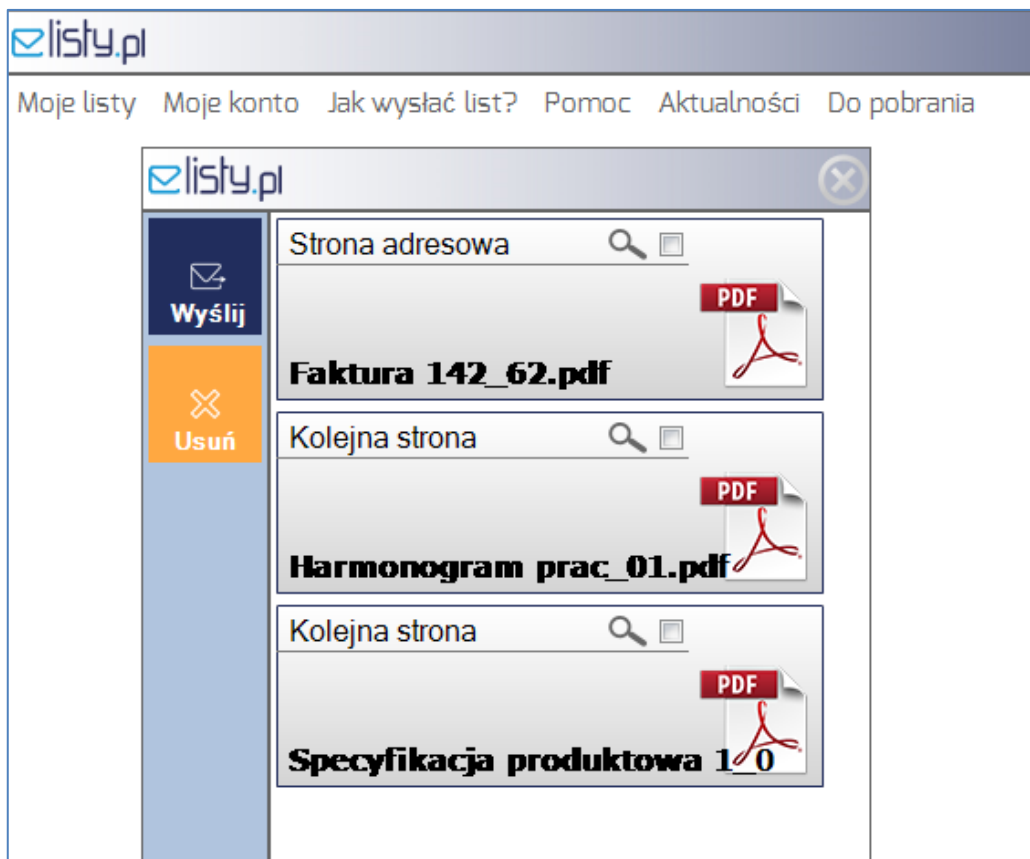 listy.pl
Moje listy Moje konto Jak wysłać list? Pomoc Aktualności Do pobrania
listy.pl
Wyślij
Usuń
Strona adresowa
PDF
Faktura 142_62.pdf
Kolejna strona
PDF
Harmonogram prac_01.pdf
Kolejna strona
PDF
Specyfikacja produktowa 1_0